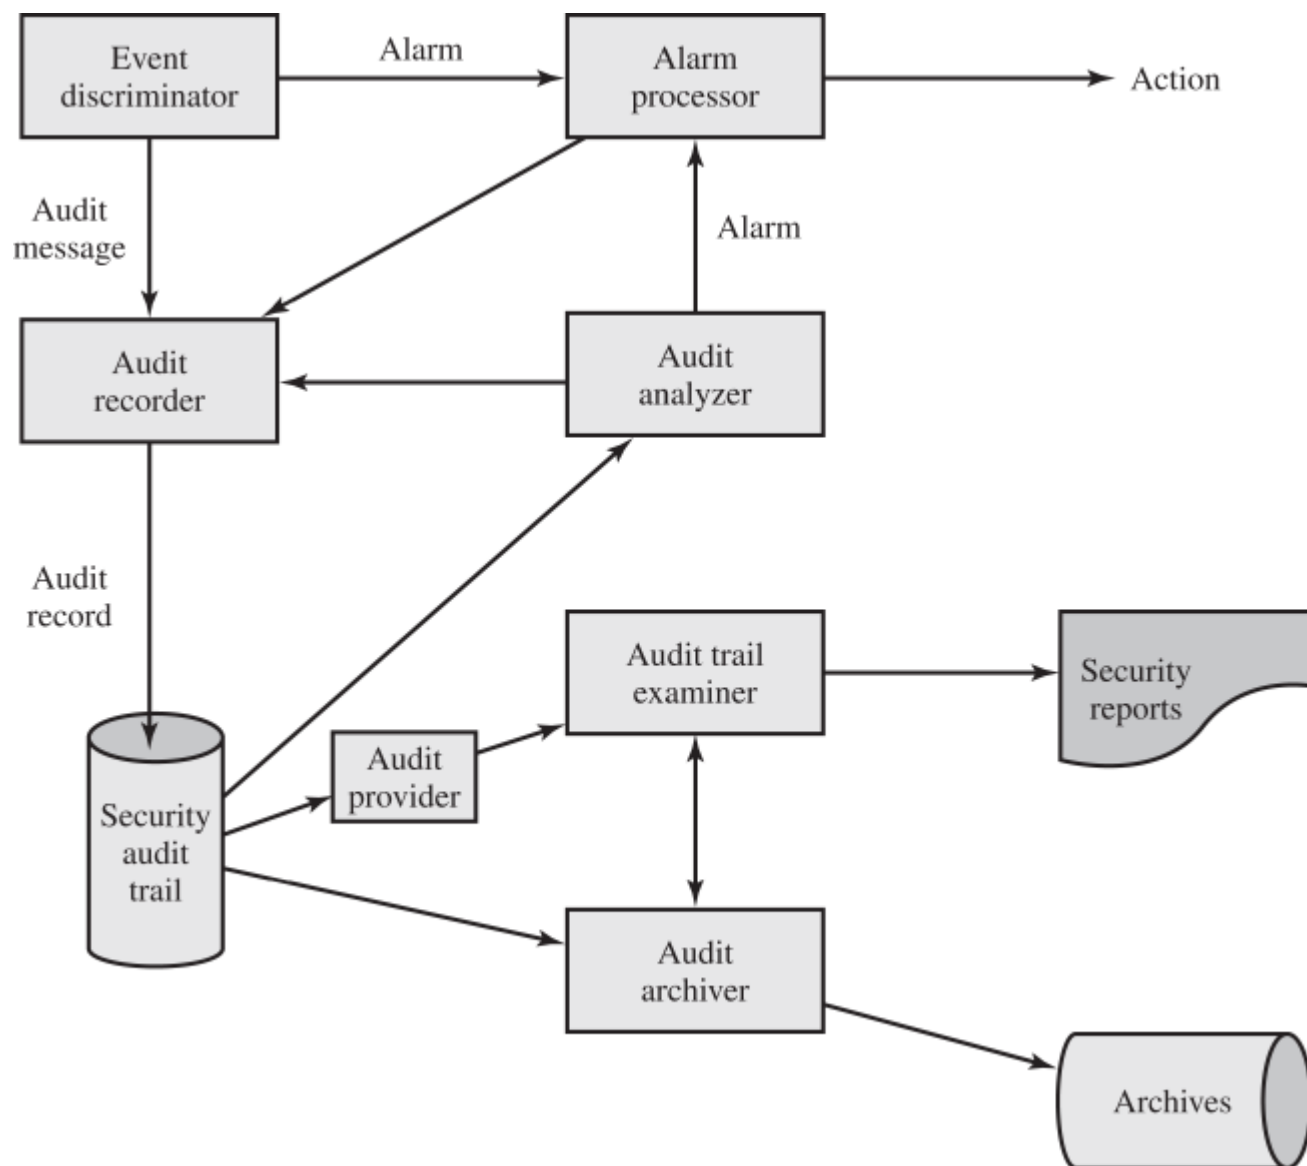 Event
discriminator
Alarm
Alarm
processor
Action
Audit
message
Alarm
Audit
recorder
Audit
analyzer
Audit
record
Audit trail
examiner
Security
reports
Audit
provider
Security
audit
trail
Audit
archiver
Archives